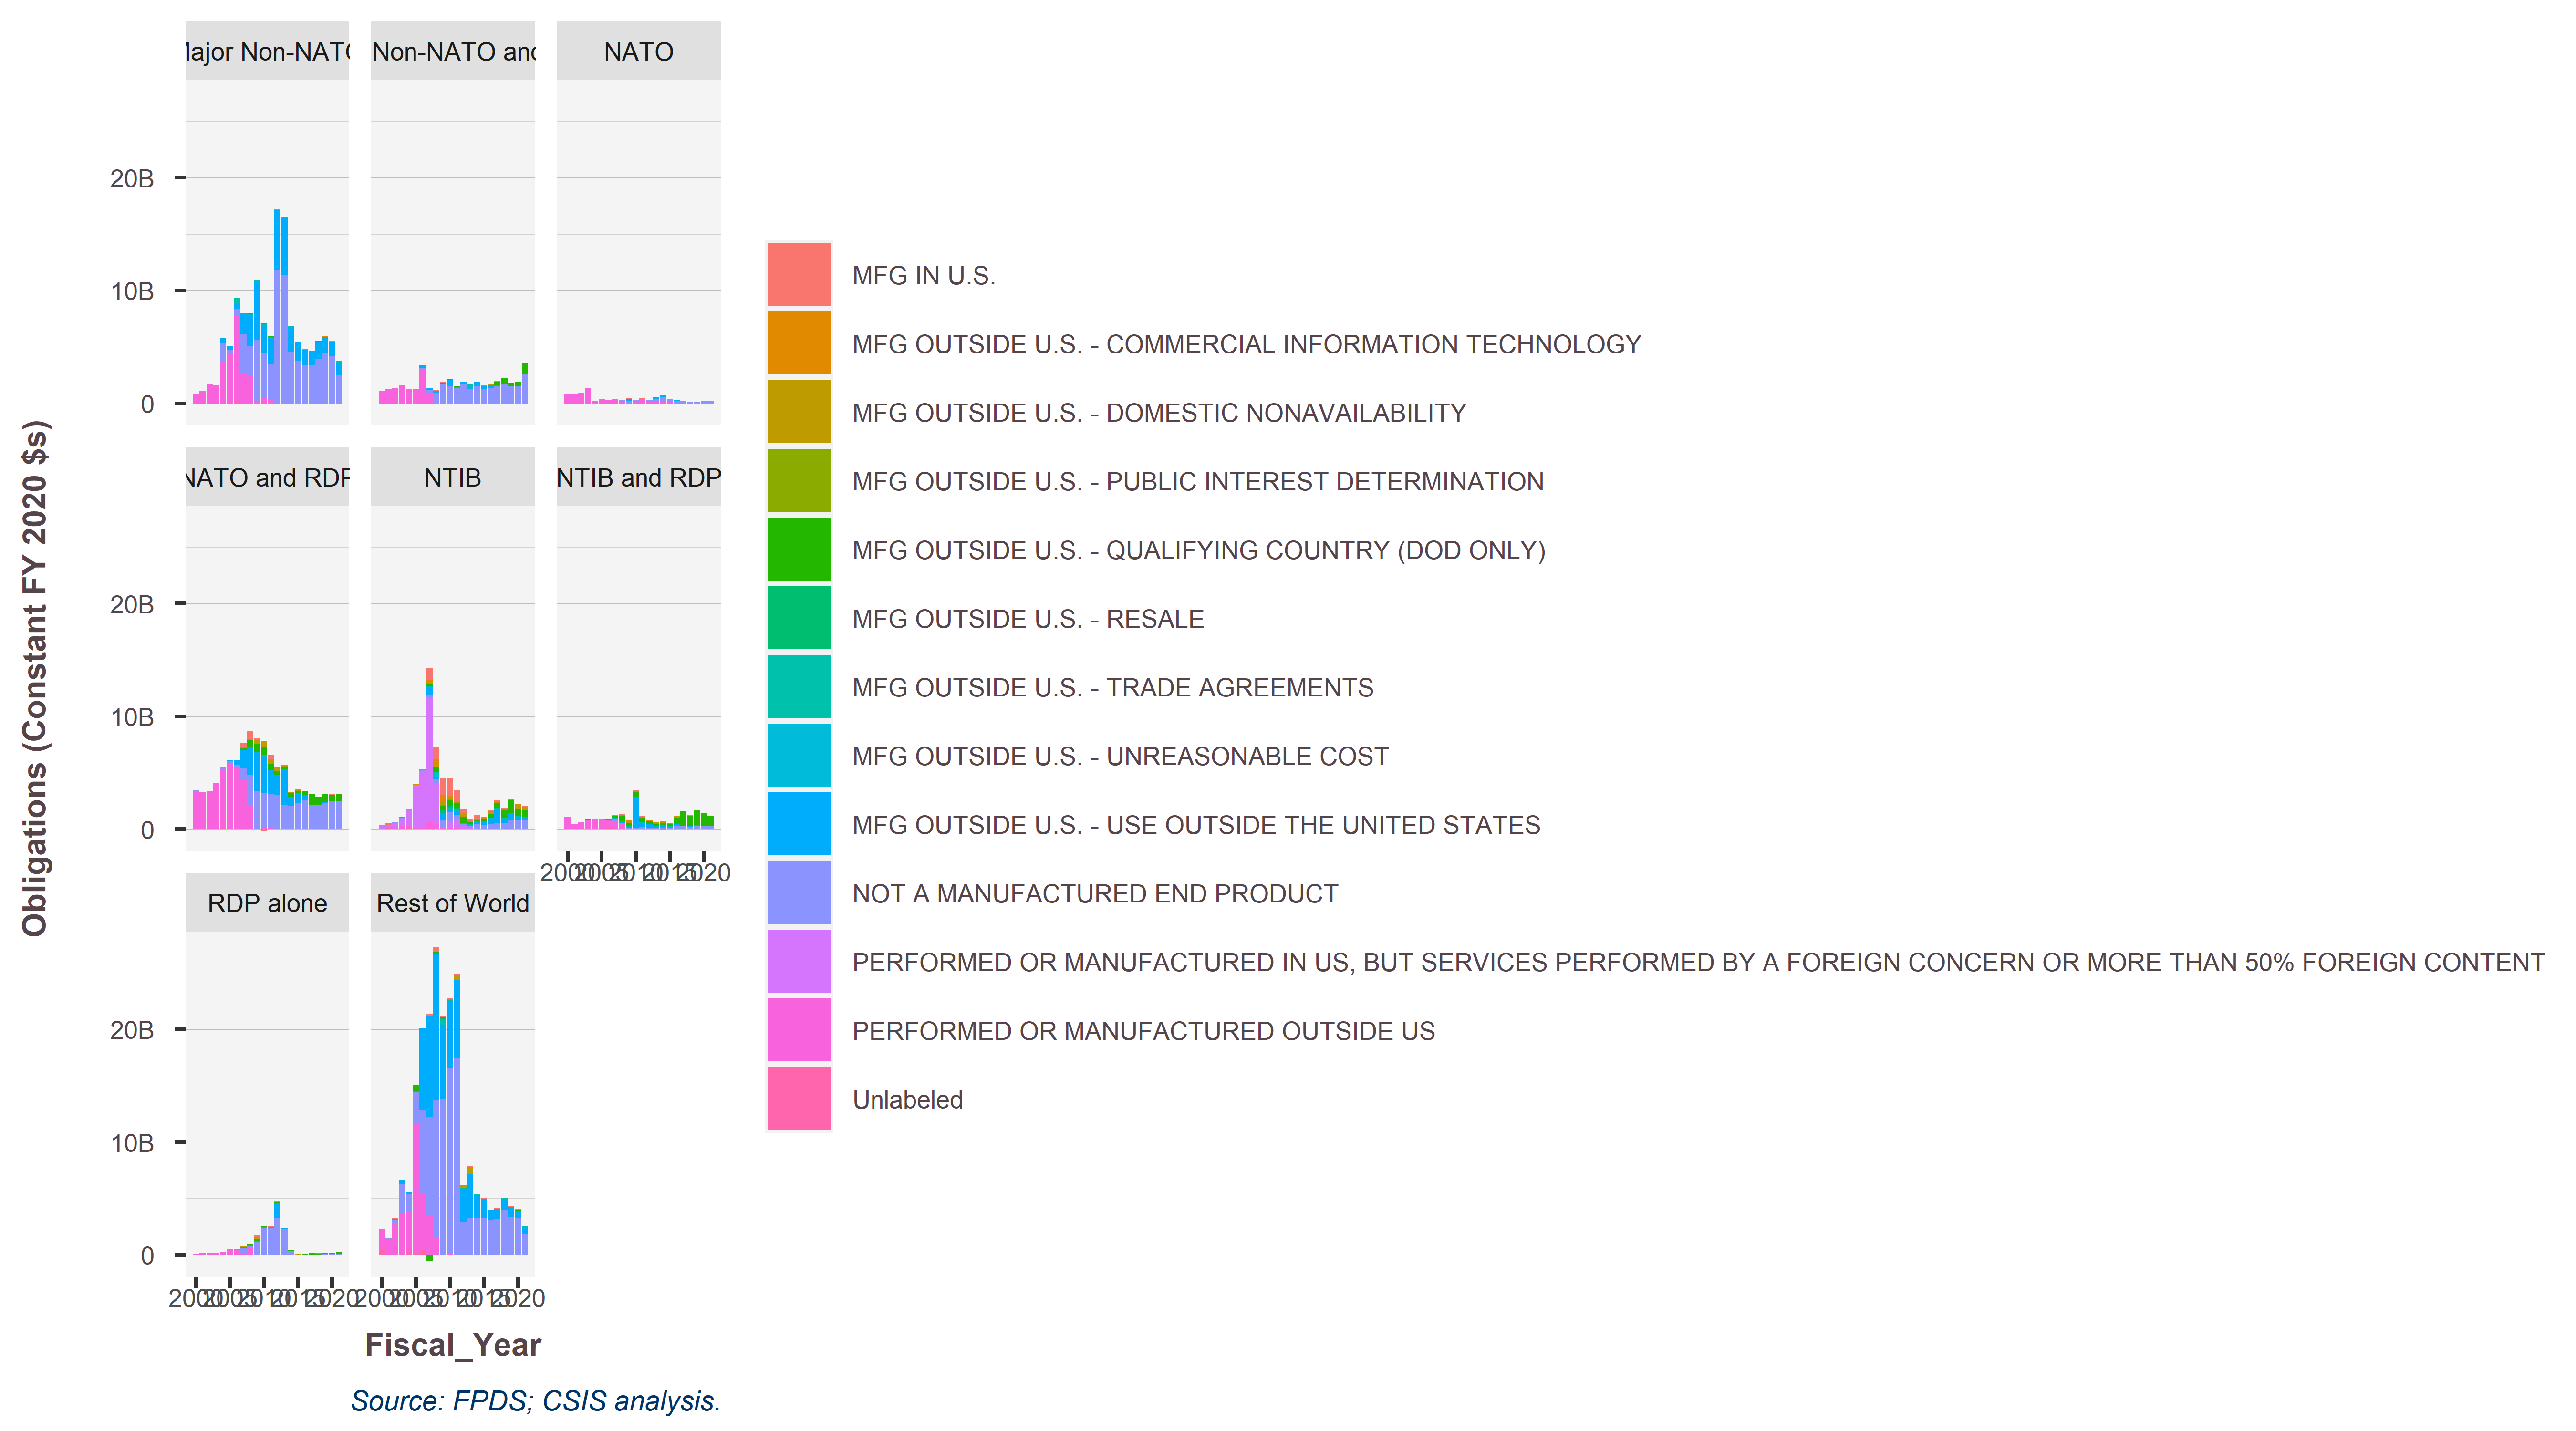 Major Non-NATO
Non-NATO and
NATO
20B
10B
0
NATO and RDP
NTIB
NTIB and RDP
20B
10B
0
2000 2005 2010 2015 2020
RDP alone
Rest of World
20B
10B
0
2000 2005 2010 2015 2020
2000 2005 2010 2015 2020
Fiscal_Year
Obligations (Constant FY 2020 $s)
Source: FPDS; CSIS analysis.
MFG IN U.S.
MFG OUTSIDE U.S. - COMMERCIAL INFORMATION TECHNOLOGY
MFG OUTSIDE U.S. - DOMESTIC NONAVAILABILITY
MFG OUTSIDE U.S. - PUBLIC INTEREST DETERMINATION
MFG OUTSIDE U.S. - QUALIFYING COUNTRY (DOD ONLY)
MFG OUTSIDE U.S. - RESALE
MFG OUTSIDE U.S. - TRADE AGREEMENTS
MFG OUTSIDE U.S. - UNREASONABLE COST
MFG OUTSIDE U.S. - USE OUTSIDE THE UNITED STATES
NOT A MANUFACTURED END PRODUCT
PERFORMED OR MANUFACTURED IN US, BUT SERVICES PERFORMED BY A FOREIGN CONCERN OR MORE THAN 50% FOREIGN CONTENT
PERFORMED OR MANUFACTURED OUTSIDE US
Unlabeled